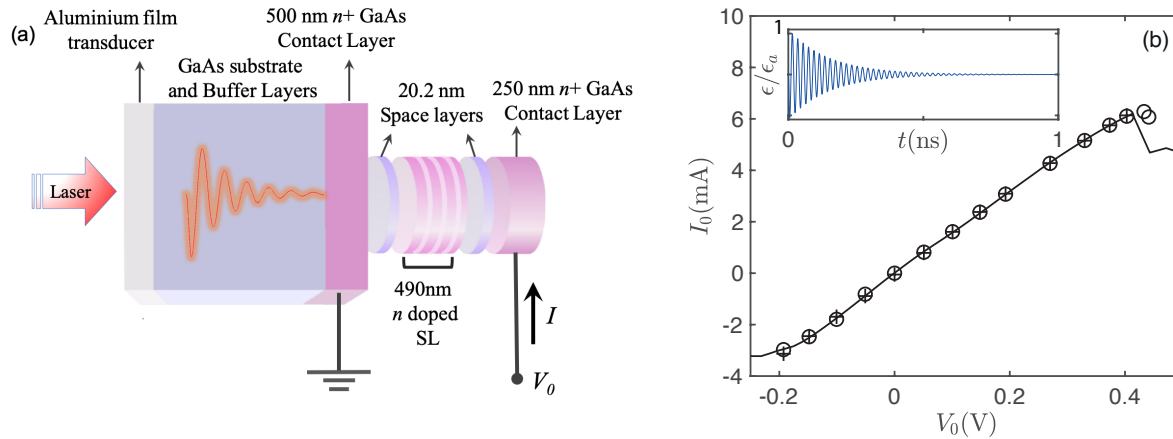 (a)
Aluminium film
transducer
500 nm n+ GaAs
Contact Layer
GaAs substrate
and Buffer Layers
20.2 nm
Space layers
250 nm n+ GaAs
Contact Layer
Laser
490nm
n doped
SL
I
V₀
(b)
1
ϵ/ϵₐ
0
1
t(ns)
8
6
4
2
0
-2
-4
I₀(mA)
-0.2
0
0.2
0.4
V₀(V)